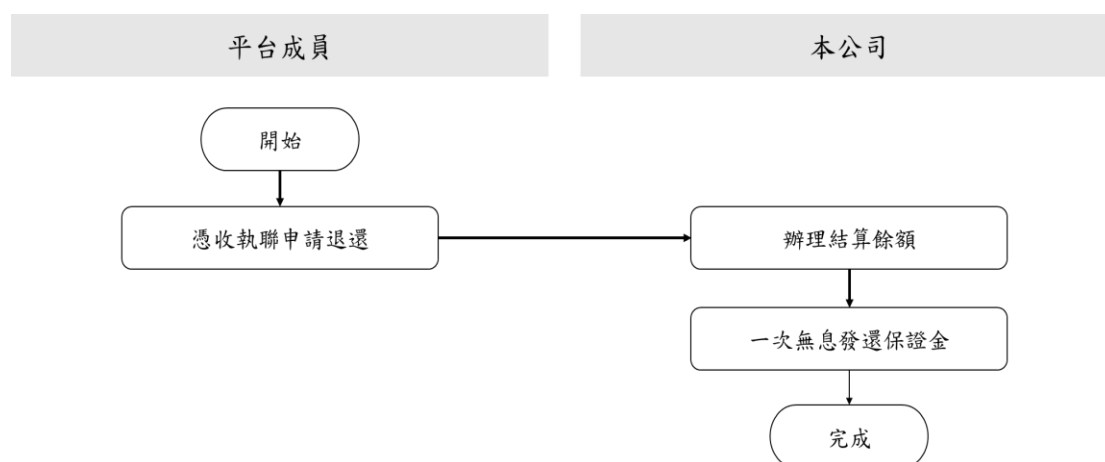 平台成員
本公司
開始
憑收執聯申請退還
辦理結算餘額
一次無息發還保證金
完成